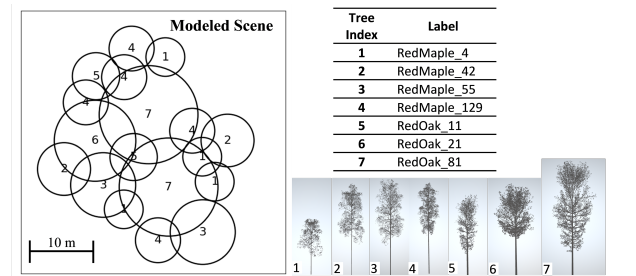 Modeled Scene
4
1
5
4
4
7
6
4
2
5
1
2
3
7
1
3
4
10 m
Tree Index Label
1 RedMaple_4
2 RedMaple_42
3 RedMaple_55
4 RedMaple_129
5 RedOak_11
6 RedOak_21
7 RedOak_81
1 2 3 4 5 6 7